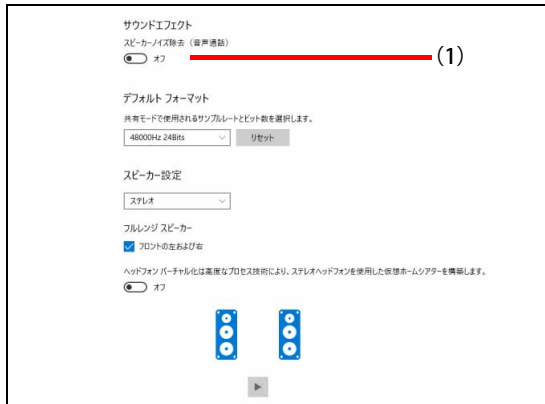 サウンドエフェクト
スピーカーノイズ除去（音声通話）
オフ
(1)
デフォルト フォーマット
共有モードで使用されるサンプルレートとビット数を選択します。
48000Hz 24Bits
リセット
スピーカー設定
ステレオ
フルレンジ スピーカー
フロントの左および右
ヘッドフォン バーチャル化は高度なプロセス技術により、ステレオヘッドフォンを使用した仮想ホームシアターを構築します。
オフ